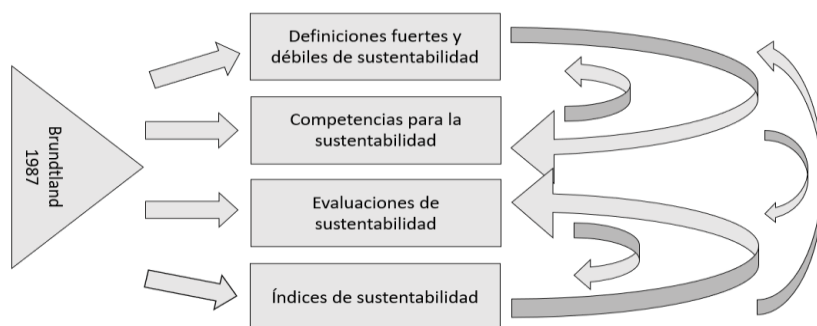 Brundtland
1987
Definiciones fuertes y
débiles de sustentabilidad
Competencias para la
sustentabilidad
Evaluaciones de
sustentabilidad
Índices de sustentabilidad